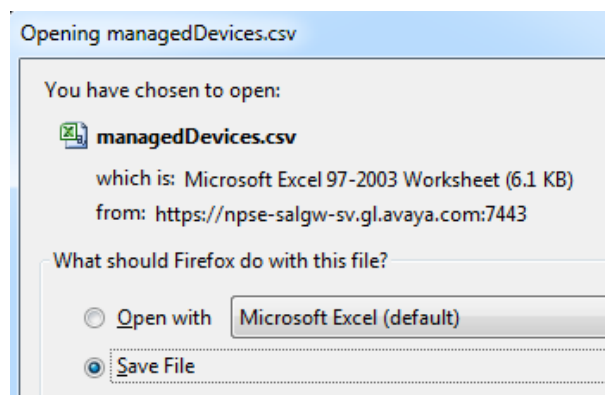 Opening managedDevices.csv
You have chosen to open:
managedDevices.csv
which is: Microsoft Excel 97-2003 Worksheet (6.1 KB)
from: https://npse-salgw-sv.gl.avaya.com:7443
What should Firefox do with this file?
Open with Microsoft Excel (default)
Save File